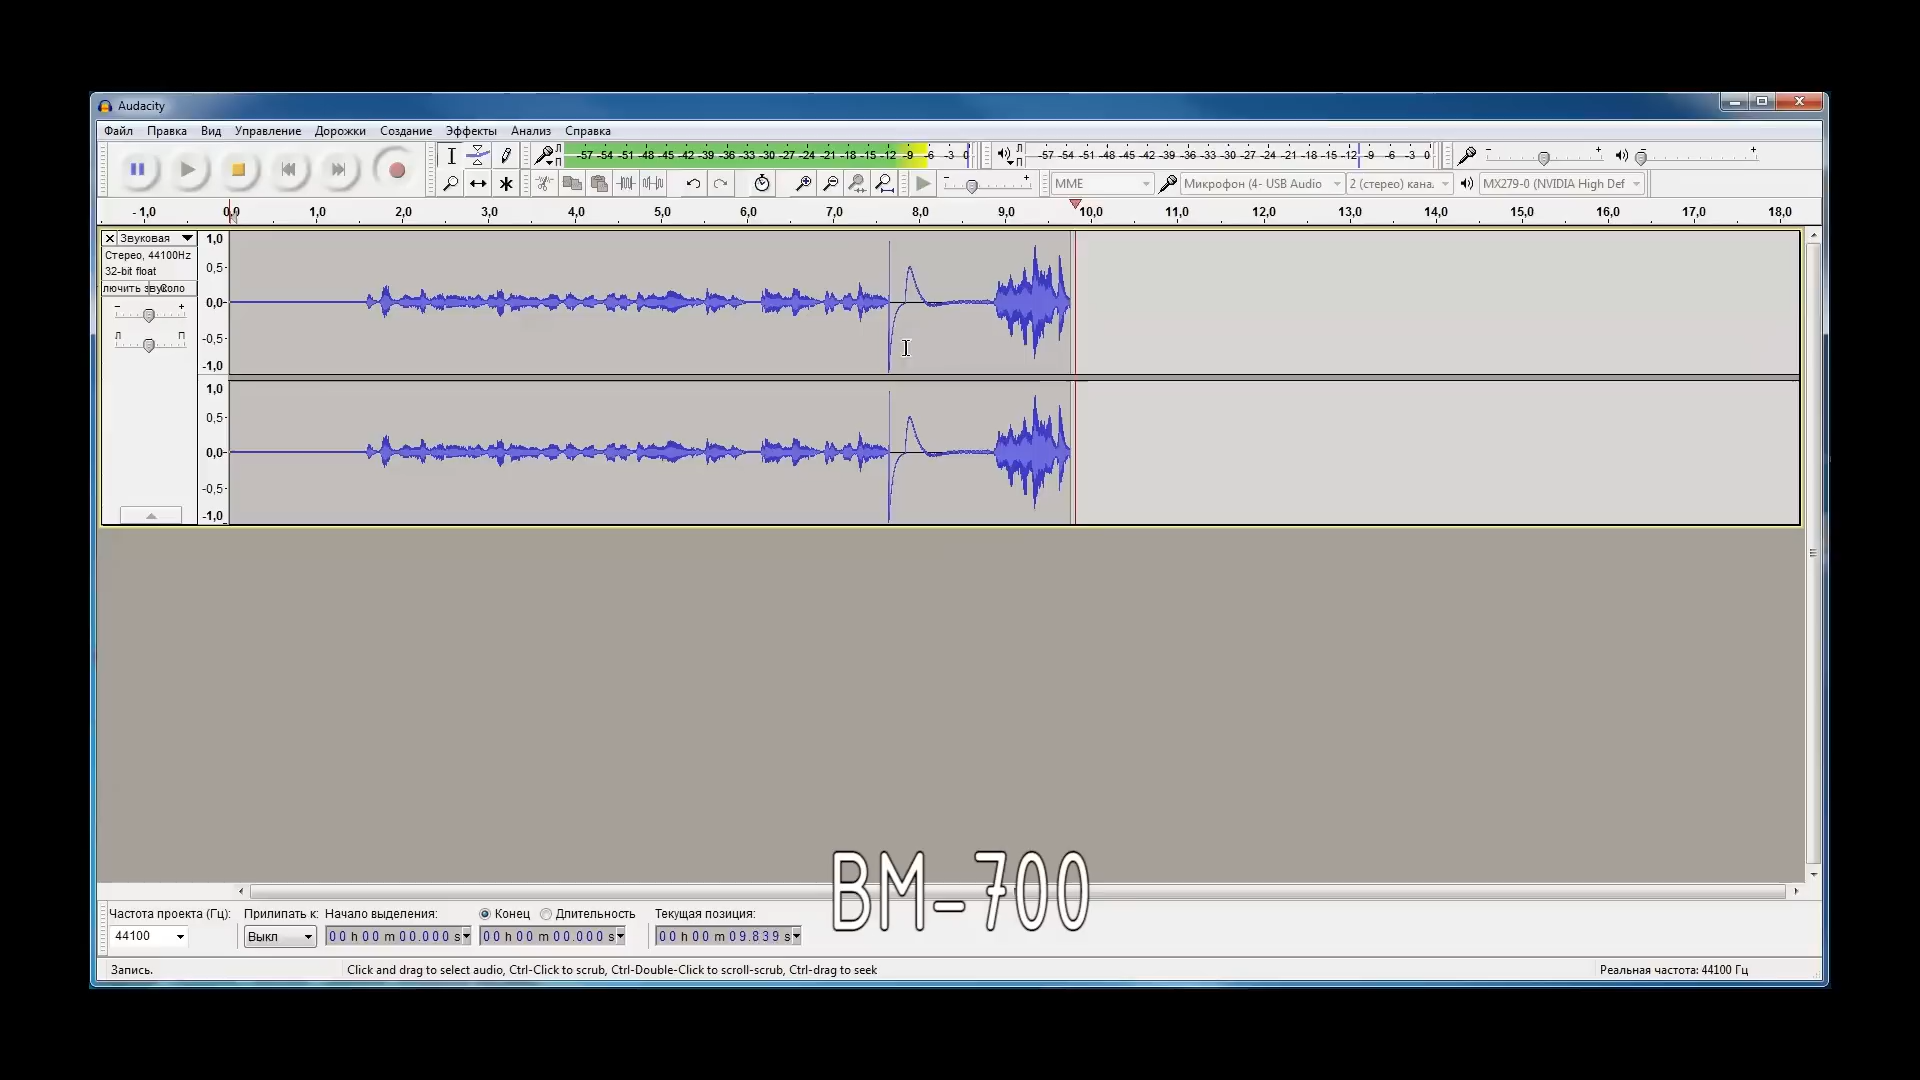 Audacity
Файл Правка Вид Управление Дорожки Создание Эффекты Анализ Справка
Л -57 -54 -51 -48 -45 -42 -39 -36 -33 -30 -27 -24 -21 -18 -15 -12 -9 -6 -3 0 Л -57 -54 -51 -48 -45 -42 -39 -36 -33 -30 -27 -24 -21 -18 -15 -12 -9 -6 -3 0 - + - +
П П
- + MME Микрофон (4- USB Audio 2 (стерео) кана. MX279-0 (NVIDIA High Def
- 1,0 0,0 1,0 2,0 3,0 4,0 5,0 6,0 7,0 8,0 9,0 10,0 11,0 12,0 13,0 14,0 15,0 16,0 17,0 18,0
Звуковая 1,0
Стерео, 44100Hz
0,5-
32-bit float
лючить звук Соло
- + 0,0-
Л П -0,5-
-1,0
1,0
0,5-
0,0-
-0,5-
-1,0
BM-700
Частота проекта (Гц): Прилипать к: Начало выделения: Конец Длительность Текущая позиция:
44100 Выкл 00 h 00 m 00.000 s 00 h 00 m 00.000 s 00 h 00 m 09.839 s
Запись. Click and drag to select audio, Ctrl-Click to scrub, Ctrl-Double-Click to scroll-scrub, Ctrl-drag to seek Реальная частота: 44100 Гц